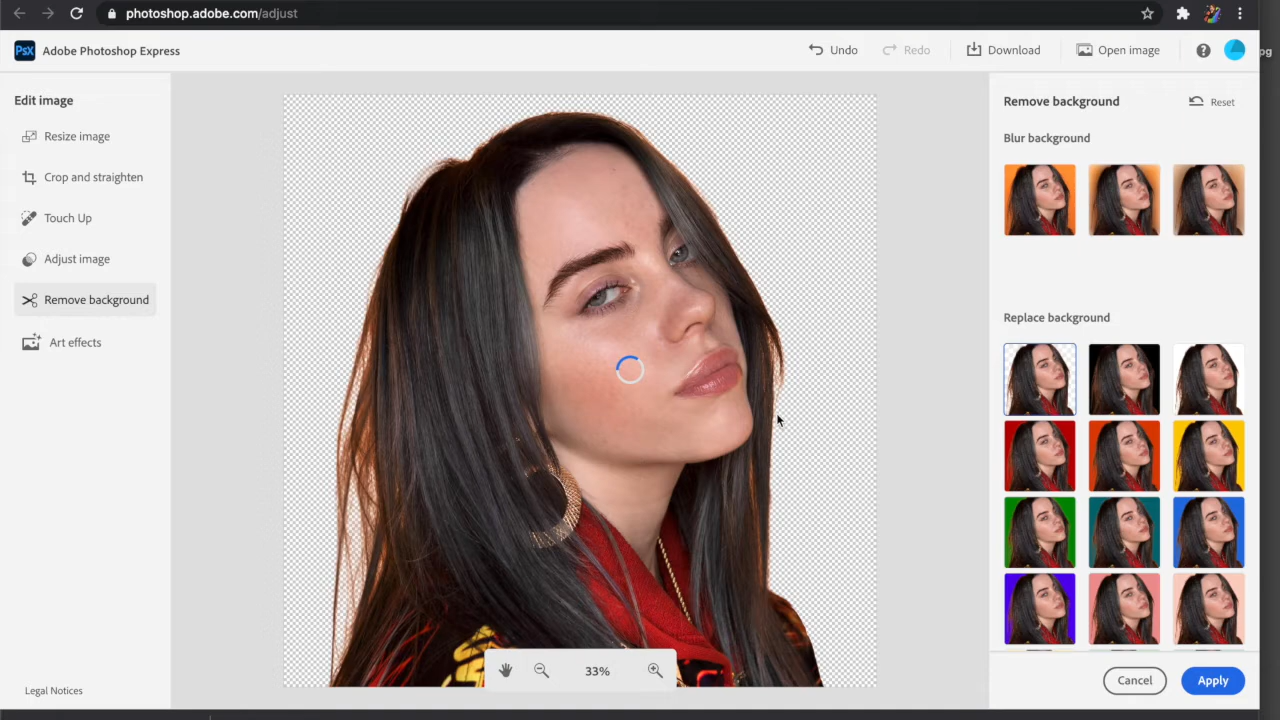 photoshop.adobe.com/adjust
PsX Adobe Photoshop Express
Undo
Redo
Download
Open image
pg
Edit image
Resize image
Crop and straighten
Touch Up
Adjust image
Remove background
Art effects
Legal Notices
33%
Remove background
Reset
Blur background
Replace background
Cancel
Apply